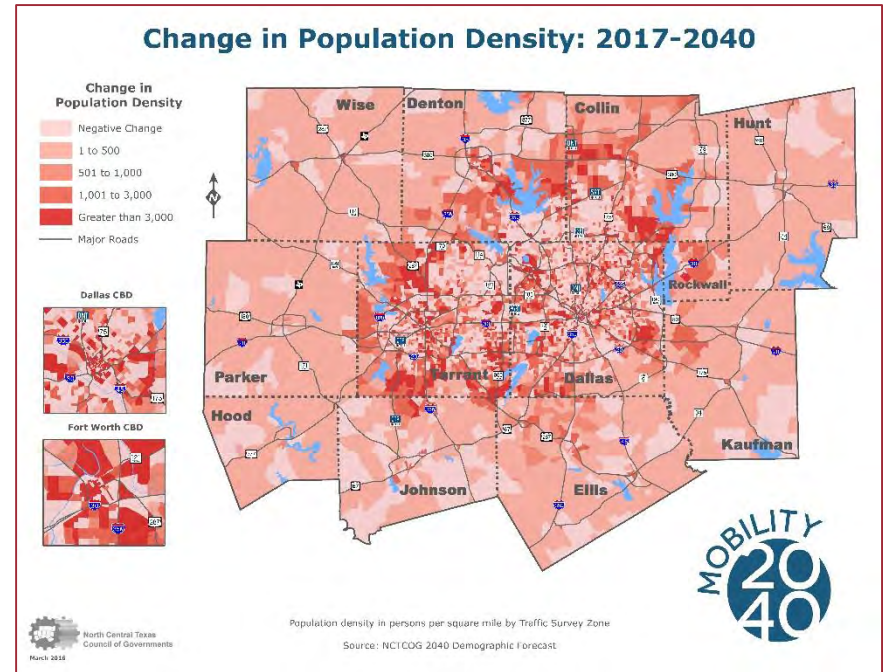 Change in Population Density: 2017-2040
Change in
Population Density
Negative Change
1 to 500
501 to 1,000
1,001 to 3,000
Greater than 3,000
Major Roads
N
Wise
Denton
Collin
Hunt
Rockwall
Parker
Tarrant
Dallas
Hood
Kaufman
Johnson
Ellis
Dallas CBD
Fort Worth CBD
MOBILITY
20
40
North Central Texas
Council of Governments
March 2016
Population density in persons per square mile by Traffic Survey Zone
Source: NCTCOG 2040 Demographic Forecast